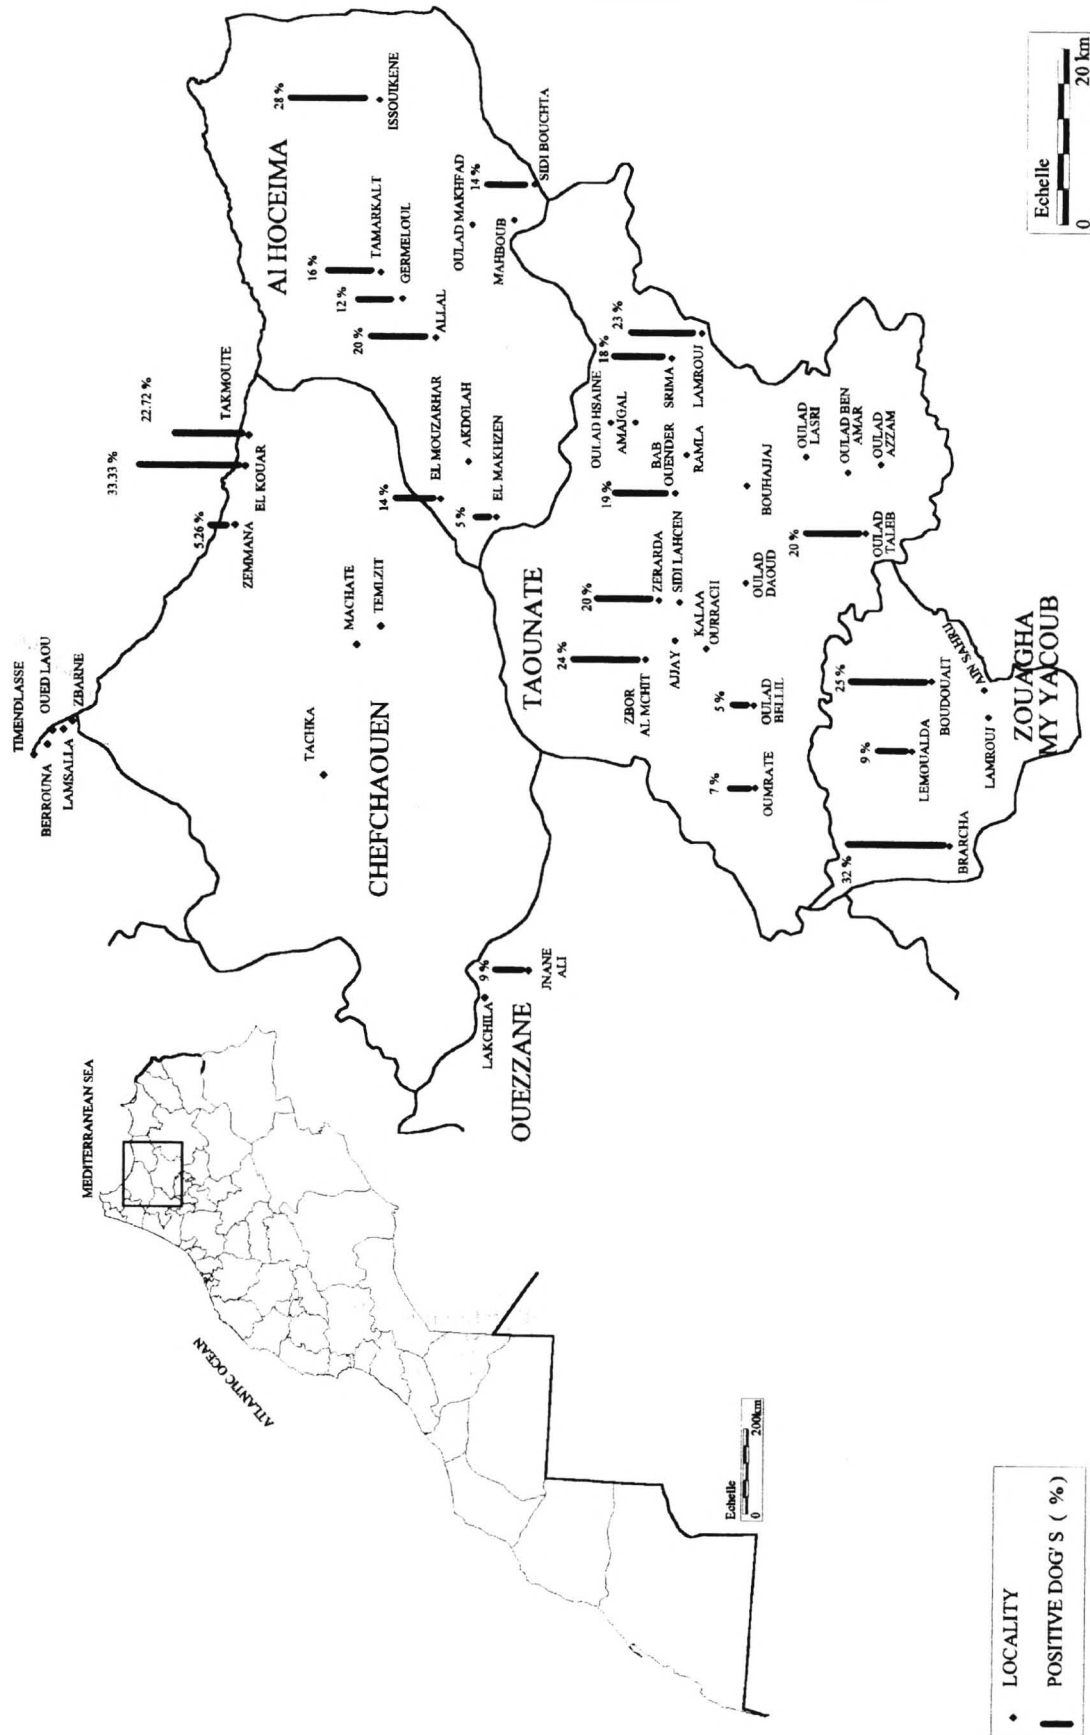 MEDITERRANEAN SEA
ATLANTIC OCEAN
Echelle
0 200km
LOCALITY
POSITIVE DOG'S ( %)
TIMENDLASSE
BERROUNA
OUED LAOU
LAMSALLA
ZBARNE
CHEFCHAOUEN
TACHKA
MACHATE
TEMLZIT
5,26 %
ZEMMANA
33.33 %
EL KOUAR
22.72 %
TAKMOUTE
Al HOCEIMA
28 %
ISSOUIKENE
16 %
TAMARKALT
12 %
GERMELOUL
20 %
ALLAL
OULAD MAKHFAD
14 %
SIDI BOUCHTA
MAHBOUB
14 %
EL MOUZARHAR
AKDOLAH
5 %
EL MAKHZEN
OUEZZANE
LAKCHILA
9 %
JNANE
ALI
TAOUNATE
24 %
ZBOR
AL MCHIT
20 %
ZERARDA
SIDI LAHCEN
AJJAY
KALAA
OURRACH
19 %
BAB
OUENDER
OULAD HSAINE
AMAJGAL
18 %
SRIMA
23 %
LAMROUJ
RAMLA
BOUHAJJAJ
OULAD
DAOUD
5 %
OULAD
BELLIL
7 %
OUMRATE
OULAD
LASRI
OULAD BEN
AMAR
OULAD
AZZAM
20 %
OULAD
TALEB
ZOUAGHA
MY YACOUB
32 %
BRARCHA
9 %
LEMOUALDA
25 %
BOUDOUAIT
LAMROUJ
AIN SAHRIJ
Echelle
0 20 km